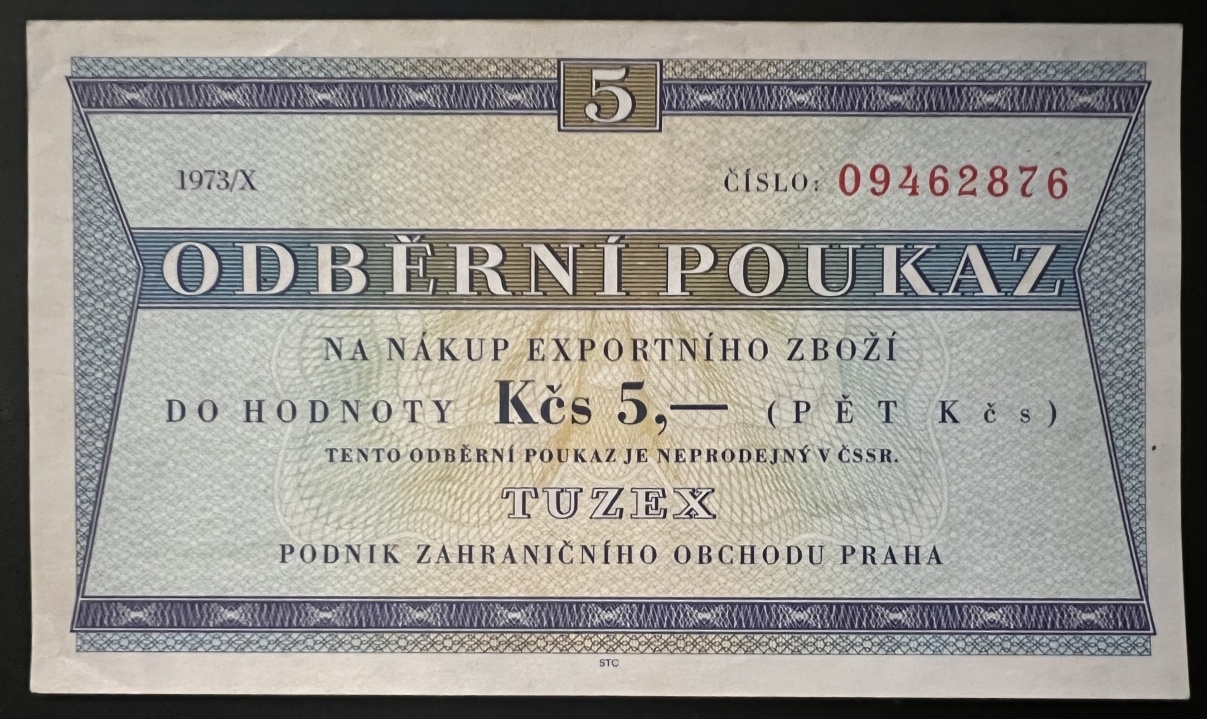 5
1973/X ČÍSLO: 09462876
ODBĚRNÍ POUKAZ
NA NÁKUP EXPORTNÍHO ZBOŽÍ
DO HODNOTY Kčs 5,— (PĚT Kčs)
TENTO ODBĚRNÍ POUKAZ JE NEPRODEJNÝ V ČSSR.
TUZEX
PODNIK ZAHRANIČNÍHO OBCHODU PRAHA
STC